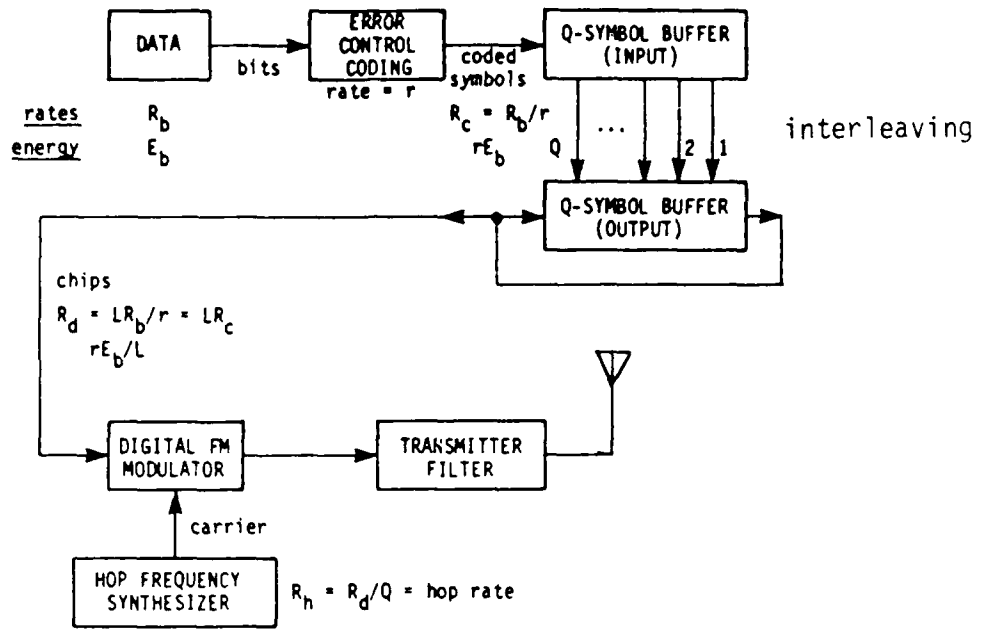 DATA
bits
ERROR
CONTROL
CODING
rate = r
coded
symbols
Q-SYMBOL BUFFER
(INPUT)
rates
R_b
R_c = R_b/r
energy
E_b
rE_b
Q
...
2
1
interleaving
Q-SYMBOL BUFFER
(OUTPUT)
chips
R_d = LR_b/r = LR_c
rE_b/L
DIGITAL FM
MODULATOR
TRANSMITTER
FILTER
carrier
HOP FREQUENCY
SYNTHESIZER
R_h = R_d/Q = hop rate